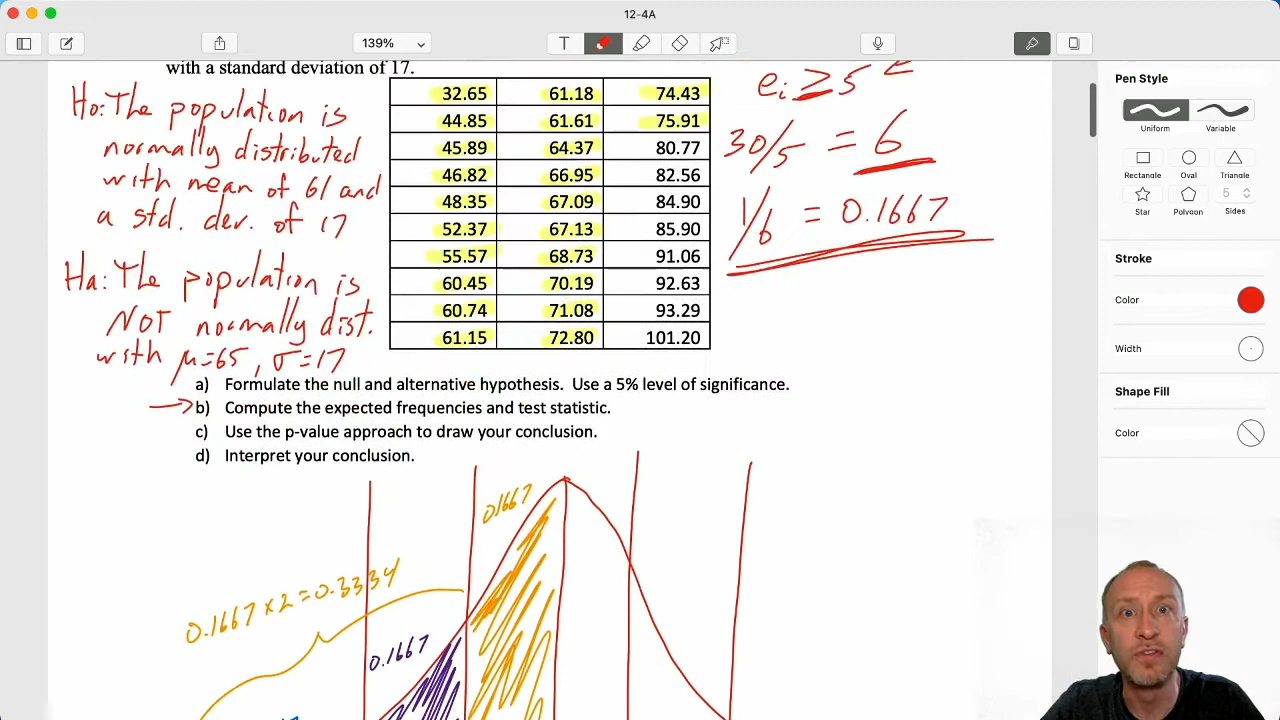 12-4A
139%
T
Pen Style
Uniform
Variable
Rectangle
Oval
Triangle
Star
Polygon
5
Sides
Stroke
Color
Width
Shape Fill
Color
with a standard deviation of 17.
Ho: The population is
normally distributed
with mean of 61 and
a std. dev. of 17
Ha: The population is
NOT normally dist.
with μ=65, σ=17
32.65 61.18 74.43
44.85 61.61 75.91
45.89 64.37 80.77
46.82 66.95 82.56
48.35 67.09 84.90
52.37 67.13 85.90
55.57 68.73 91.06
60.45 70.19 92.63
60.74 71.08 93.29
61.15 72.80 101.20
ei ≥ 5
30/5 = 6
1/6 = 0.1667
a) Formulate the null and alternative hypothesis. Use a 5% level of significance.
→ b) Compute the expected frequencies and test statistic.
c) Use the p-value approach to draw your conclusion.
d) Interpret your conclusion.
0.1667
0.1667 x 2 = 0.3334
0.1667